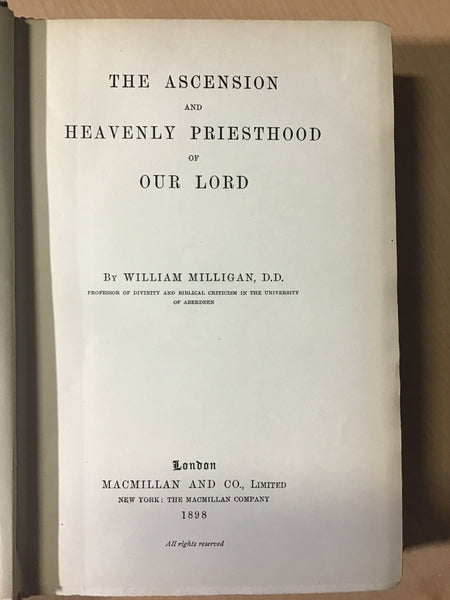 THE ASCENSION
AND
HEAVENLY PRIESTHOOD
OF
OUR LORD
BY WILLIAM MILLIGAN, D.D.
PROFESSOR OF DIVINITY AND BIBLICAL CRITICISM IN THE UNIVERSITY
OF ABERDEEN
London
MACMILLAN AND CO., LIMITED
NEW YORK: THE MACMILLAN COMPANY
1898
All rights reserved